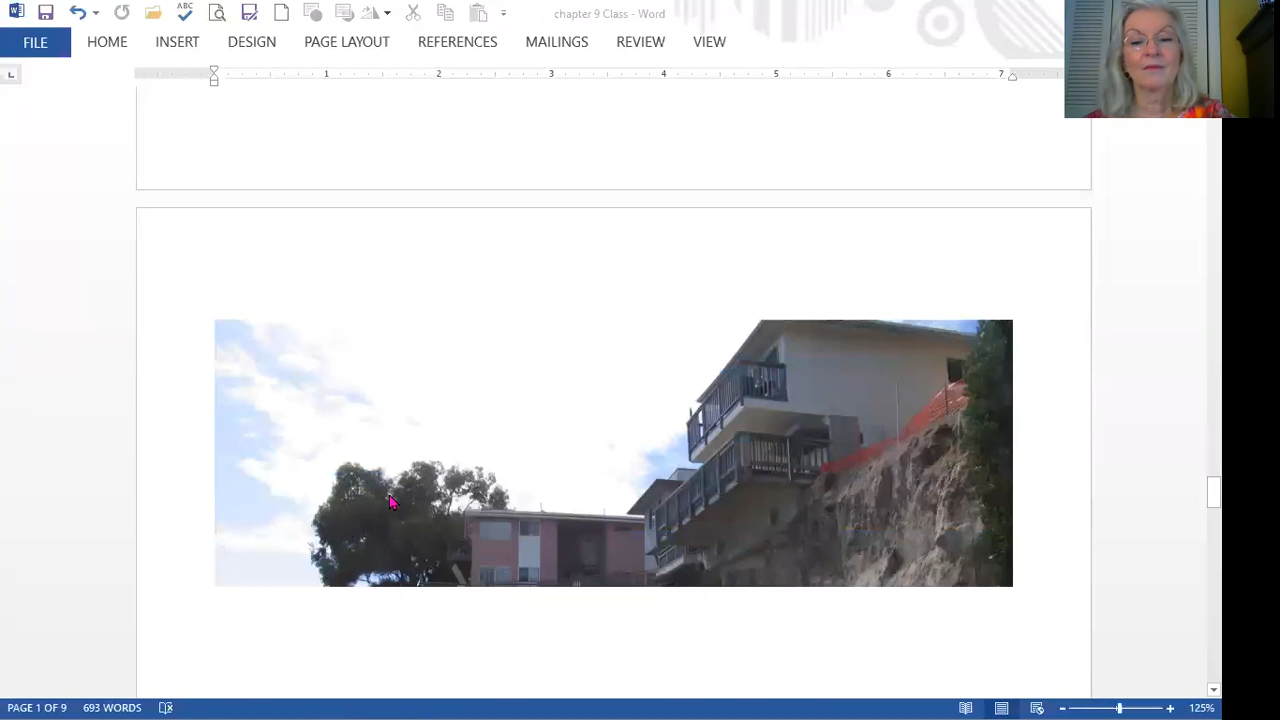 ABC
chapter 9 Class - Word
FILE HOME INSERT DESIGN PAGE LAYOUT REFERENCES MAILINGS REVIEW VIEW
1 2 3 4 5 6 7
PAGE 1 OF 9 693 WORDS 125%